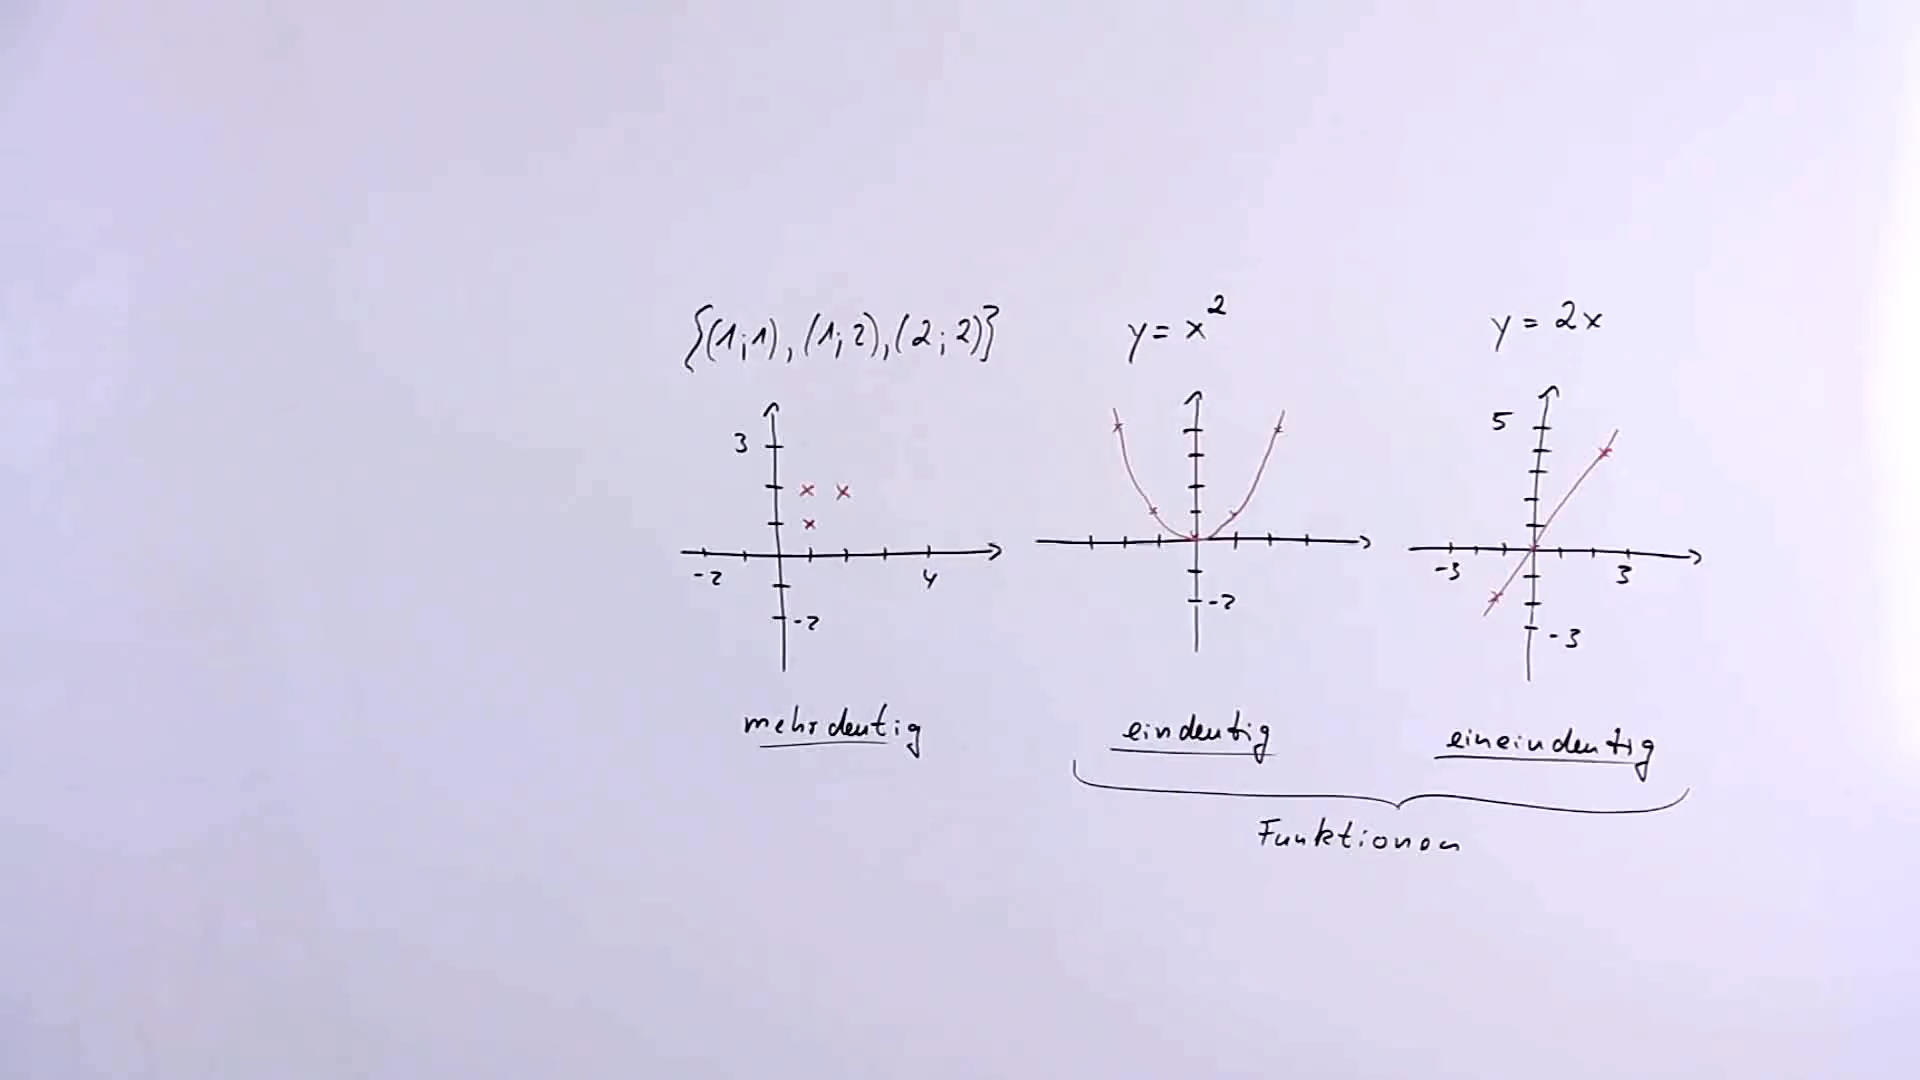 {(1;1),(1;2),(2;2)}
y=x²
y=2x
3
-2
4
-2
-2
5
-3
3
-3
mehrdeutig
eindeutig
eineindeutig
Funktionen